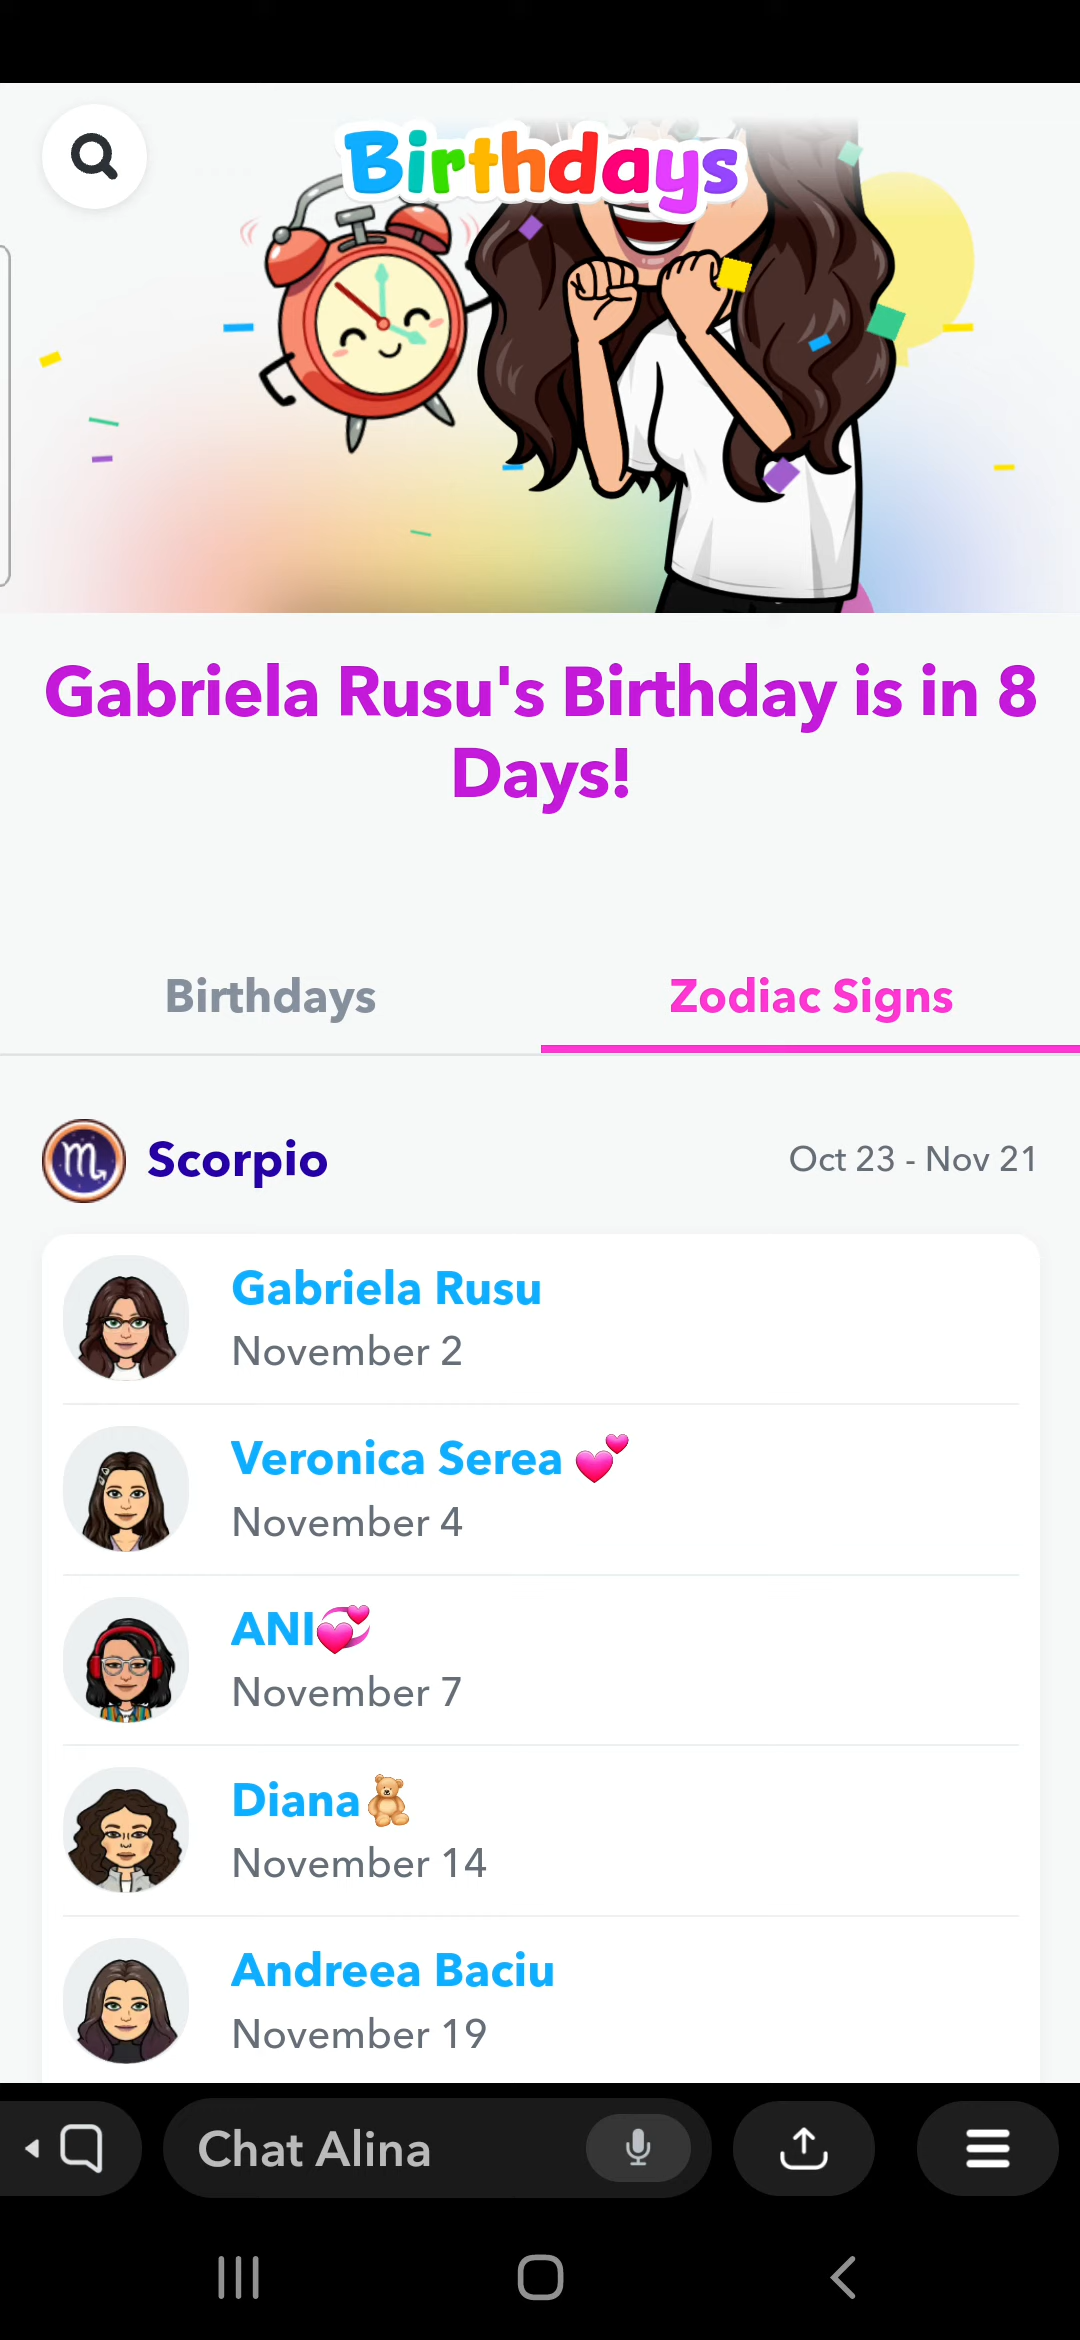 Birthdays
Gabriela Rusu's Birthday is in 8
Days!
Birthdays
Zodiac Signs
Scorpio
Oct 23 - Nov 21
Gabriela Rusu
November 2
Veronica Serea 💕
November 4
ANI💞
November 7
Diana🧸
November 14
Andreea Baciu
November 19
Chat Alina